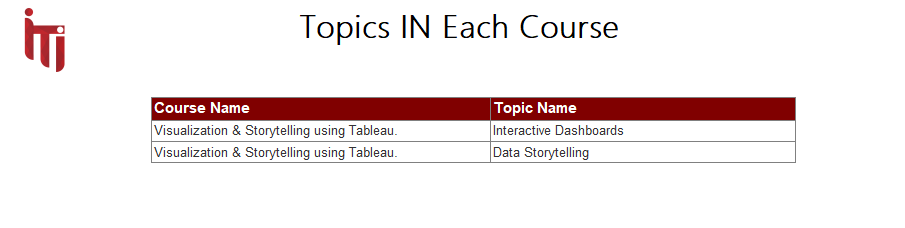 iTi
Topics IN Each Course
Course Name Topic Name
Visualization & Storytelling using Tableau. Interactive Dashboards
Visualization & Storytelling using Tableau. Data Storytelling